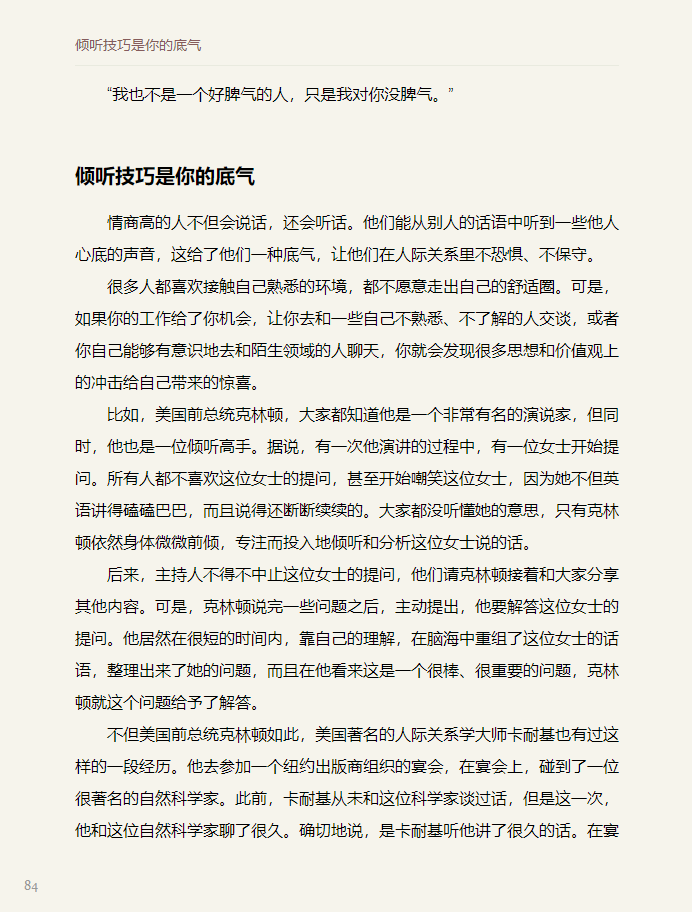 倾听技巧是你的底气
“我也不是一个好脾气的人，只是我对你没脾气。”
倾听技巧是你的底气
情商高的人不但会说话，还会听话。他们能从别人的话语中听到一些他人
心底的声音，这给了他们一种底气，让他们在人际关系里不恐惧、不保守。
很多人都喜欢接触自己熟悉的环境，都不愿意走出自己的舒适圈。可是，
如果你的工作给了你机会，让你去和一些自己不熟悉、不了解的人交谈，或者
你自己能够有意识地去和陌生领域的人聊天，你就会发现很多思想和价值观上
的冲击给自己带来的惊喜。
比如，美国前总统克林顿，大家都知道他是一个非常有名的演说家，但同
时，他也是一位倾听高手。据说，有一次他演讲的过程中，有一位女士开始提
问。所有人都不喜欢这位女士的提问，甚至开始嘲笑这位女士，因为她不但英
语讲得磕磕巴巴，而且说得还断断续续的。大家都没听懂她的意思，只有克林
顿依然身体微微前倾，专注而投入地倾听和分析这位女士说的话。
后来，主持人不得不中止这位女士的提问，他们请克林顿接着和大家分享
其他内容。可是，克林顿说完一些问题之后，主动提出，他要解答这位女士的
提问。他居然在很短的时间内，靠自己的理解，在脑海中重组了这位女士的话
语，整理出来了她的问题，而且在他看来这是一个很棒、很重要的问题，克林
顿就这个问题给予了解答。
不但美国前总统克林顿如此，美国著名的人际关系学大师卡耐基也有过这
样的一段经历。他去参加一个纽约出版商组织的宴会，在宴会上，碰到了一位
很著名的自然科学家。此前，卡耐基从未和这位科学家谈过话，但是这一次，
他和这位自然科学家聊了很久。确切地说，是卡耐基听他讲了很久的话。在宴
84